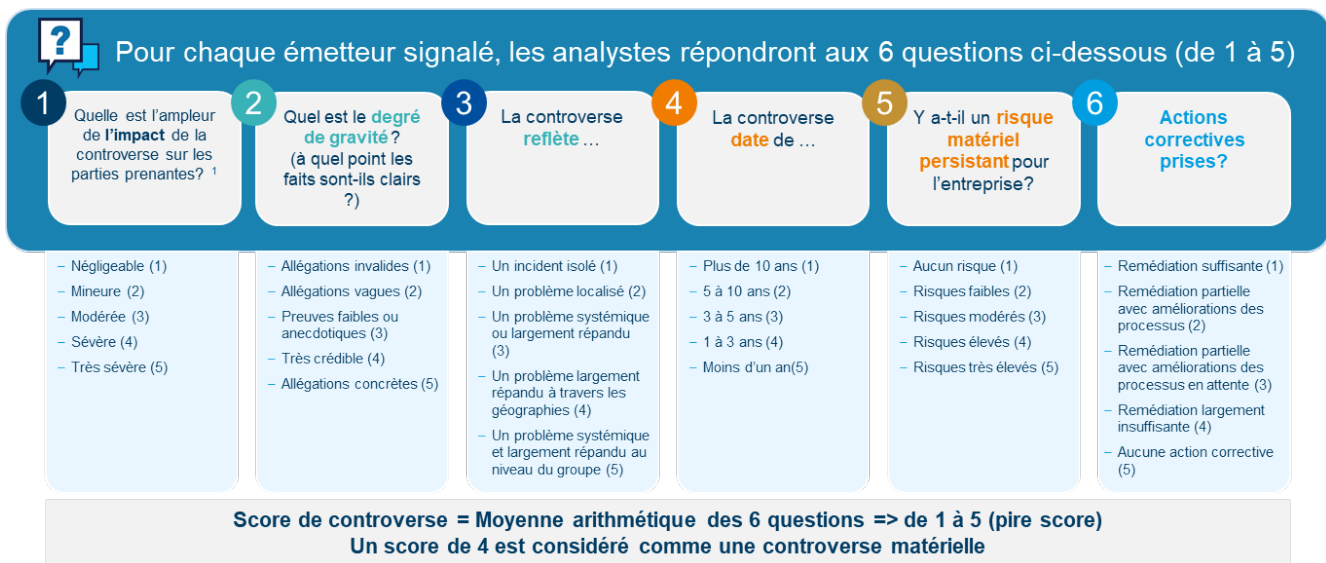 ?
Pour chaque émetteur signalé, les analystes répondront aux 6 questions ci-dessous (de 1 à 5)
1
Quelle est l'ampleur
de l'impact de la
controverse sur les
parties prenantes? 1
– Négligeable (1)
– Mineure (2)
– Modérée (3)
– Sévère (4)
– Très sévère (5)
2
Quel est le degré
de gravité ?
(à quel point les
faits sont-ils clairs
?)
– Allégations invalides (1)
– Allégations vagues (2)
– Preuves faibles ou
anecdotiques (3)
– Très crédible (4)
– Allégations concrètes (5)
3
La controverse
reflète ...
– Un incident isolé (1)
– Un problème localisé (2)
– Un problème systémique
ou largement répandu
(3)
– Un problème largement
répandu à travers les
géographies (4)
– Un problème systémique
et largement répandu au
niveau du groupe (5)
4
La controverse
date de ...
– Plus de 10 ans (1)
– 5 à 10 ans (2)
– 3 à 5 ans (3)
– 1 à 3 ans (4)
– Moins d'un an(5)
5
Y a-t-il un risque
matériel
persistant pour
l'entreprise?
– Aucun risque (1)
– Risques faibles (2)
– Risques modérés (3)
– Risques élevés (4)
– Risques très élevés (5)
6
Actions
correctives
prises?
– Remédiation suffisante (1)
– Remédiation partielle
avec améliorations des
processus (2)
– Remédiation partielle
avec améliorations des
processus en attente (3)
– Remédiation largement
insuffisante (4)
– Aucune action corrective
(5)
Score de controverse = Moyenne arithmétique des 6 questions => de 1 à 5 (pire score)
Un score de 4 est considéré comme une controverse matérielle